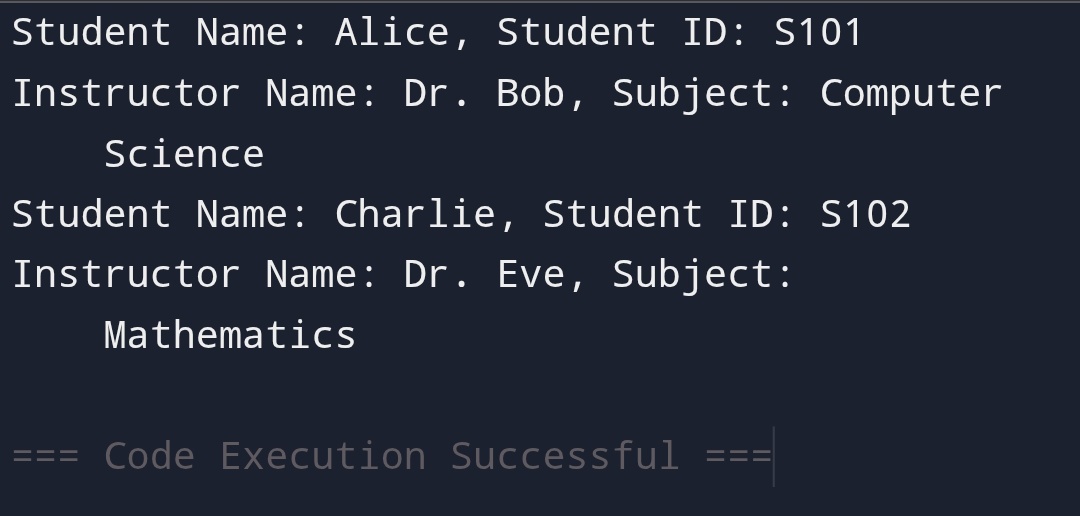 Student Name: Alice, Student ID: S101
Instructor Name: Dr. Bob, Subject: Computer
Science
Student Name: Charlie, Student ID: S102
Instructor Name: Dr. Eve, Subject:
Mathematics
=== Code Execution Successful ===